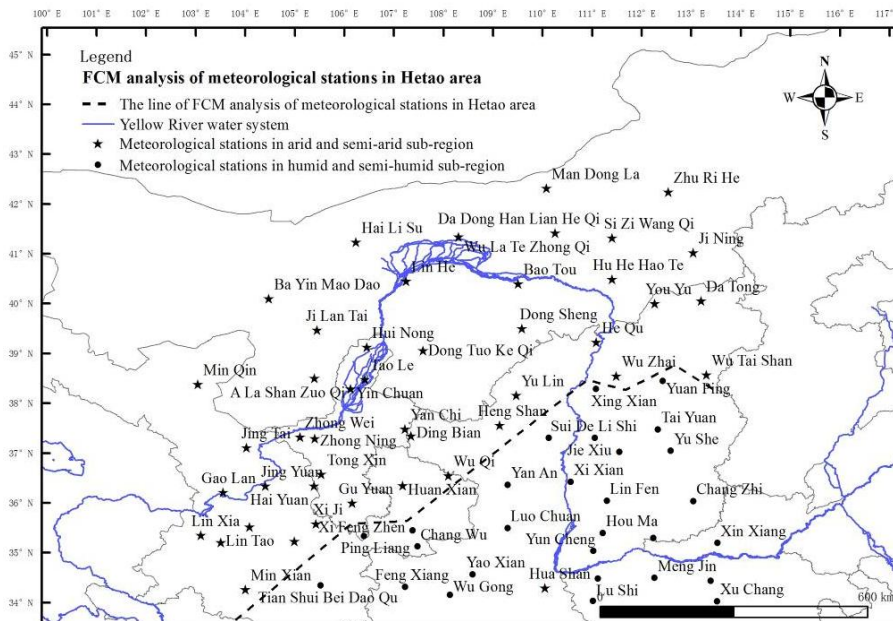 100° E 101° E 102° E 103° E 104° E 105° E 106° E 107° E 108° E 109° E 110° E 111° E 112° E 113° E 114° E 115° E 116° E 117°
45° N
Legend
FCM analysis of meteorological stations in Hetao area
The line of FCM analysis of meteorological stations in Hetao area
Yellow River water system
Meteorological stations in arid and semi-arid sub-region
Meteorological stations in humid and semi-humid sub-region
N
W E
S
44° N
43° N
Man Dong La
Zhu Ri He
42° N
Hai Li Su
Da Dong Han Lian He Qi
Si Zi Wang Qi
Wu La Te Zhong Qi
Ji Ning
41° N
Lin He
Bao Tou
Hu He Hao Te
Ba Yin Mao Dao
You Yu
Da Tong
40° N
Ji Lan Tai
Dong Sheng
Hui Nong
He Qu
39° N
Dong Tuo Ke Qi
Min Qin
Tao Le
Wu Zhai
Wu Tai Shan
A La Shan Zuo Qi
Yin Chuan
Yu Lin
Xing Xian
Yuan Ping
38° N
Zhong Wei
Yan Chi
Heng Shan
Sui De
Li Shi
Tai Yuan
Jing Tai
Zhong Ning
Ding Bian
Yu She
37° N
Tong Xin
Wu Qi
Jie Xiu
Gao Lan
Jing Yuan
Yan An
Xi Xian
Hai Yuan
Gu Yuan
Huan Xian
Lin Fen
Chang Zhi
36° N
Lin Xia
Xi Ji
Luo Chuan
Hou Ma
Xi Feng Zhen
Lin Tao
Ping Liang
Chang Wu
Yun Cheng
Xin Xiang
35° N
Min Xian
Feng Xiang
Yao Xian
Meng Jin
Tian Shui Bei Dao Qu
Wu Gong
Hua Shan
Lu Shi
Xu Chang
34° N
0 600 km